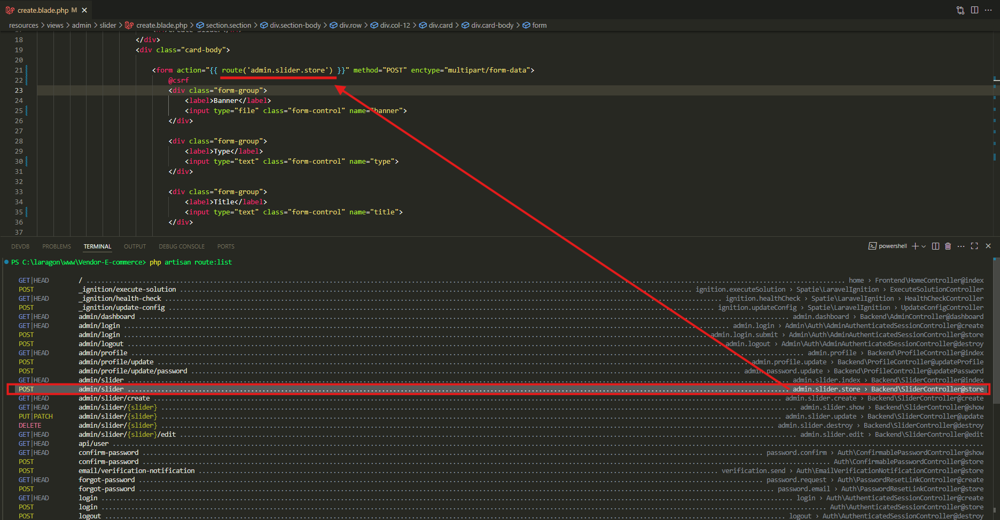 create.blade.php M
resources > views > admin > slider > create.blade.php > section.section > div.section-body > div.row > div.col-12 > div.card > div.card-body > form
18 </div>
19 <div class="card-body">
20
21 <form action="{{ route('admin.slider.store') }}" method="POST" enctype="multipart/form-data">
22 @csrf
23 <div class="form-group">
24 <label>Banner</label>
25 <input type="file" class="form-control" name="banner">
26 </div>
27
28 <div class="form-group">
29 <label>Type</label>
30 <input type="text" class="form-control" name="type">
31 </div>
32
33 <div class="form-group">
34 <label>Title</label>
35 <input type="text" class="form-control" name="title">
36 </div>
37
DEVDB PROBLEMS TERMINAL OUTPUT DEBUG CONSOLE PORTS powershell
PS C:\laragon\www\Vendor-E-commerce> php artisan route:list
GET|HEAD / ... home › Frontend\HomeController@index
POST _ignition/execute-solution ... ignition.executeSolution › Spatie\LaravelIgnition › ExecuteSolutionController
GET|HEAD _ignition/health-check ... ignition.healthCheck › Spatie\LaravelIgnition › HealthCheckController
POST _ignition/update-config ... ignition.updateConfig › Spatie\LaravelIgnition › UpdateConfigController
GET|HEAD admin/dashboard ... admin.dashboard › Backend\AdminController@dashboard
GET|HEAD admin/login ... admin.login › Admin\Auth\AdminAuthenticatedSessionController@create
POST admin/login ... admin.login.submit › Admin\Auth\AdminAuthenticatedSessionController@store
POST admin/logout ... admin.logout › Admin\Auth\AdminAuthenticatedSessionController@destroy
GET|HEAD admin/profile ... admin.profile › Backend\ProfileController@index
POST admin/profile/update ... admin.profile.update › Backend\ProfileController@updateProfile
POST admin/profile/update/password ... admin.password.update › Backend\ProfileController@updatePassword
GET|HEAD admin/slider ... admin.slider.index › Backend\SliderController@index
POST admin/slider ... admin.slider.store › Backend\SliderController@store
GET|HEAD admin/slider/create ... admin.slider.create › Backend\SliderController@create
GET|HEAD admin/slider/{slider} ... admin.slider.show › Backend\SliderController@show
PUT|PATCH admin/slider/{slider} ... admin.slider.update › Backend\SliderController@update
DELETE admin/slider/{slider} ... admin.slider.destroy › Backend\SliderController@destroy
GET|HEAD admin/slider/{slider}/edit ... admin.slider.edit › Backend\SliderController@edit
GET|HEAD api/user ...
GET|HEAD confirm-password ... password.confirm › Auth\ConfirmablePasswordController@show
POST confirm-password ... Auth\ConfirmablePasswordController@store
POST email/verification-notification ... verification.send › Auth\EmailVerificationNotificationController@store
GET|HEAD forgot-password ... password.request › Auth\PasswordResetLinkController@create
POST forgot-password ... password.email › Auth\PasswordResetLinkController@store
GET|HEAD login ... login › Auth\AuthenticatedSessionController@create
POST login ... Auth\AuthenticatedSessionController@store
POST logout ... logout › Auth\AuthenticatedSessionController@destroy